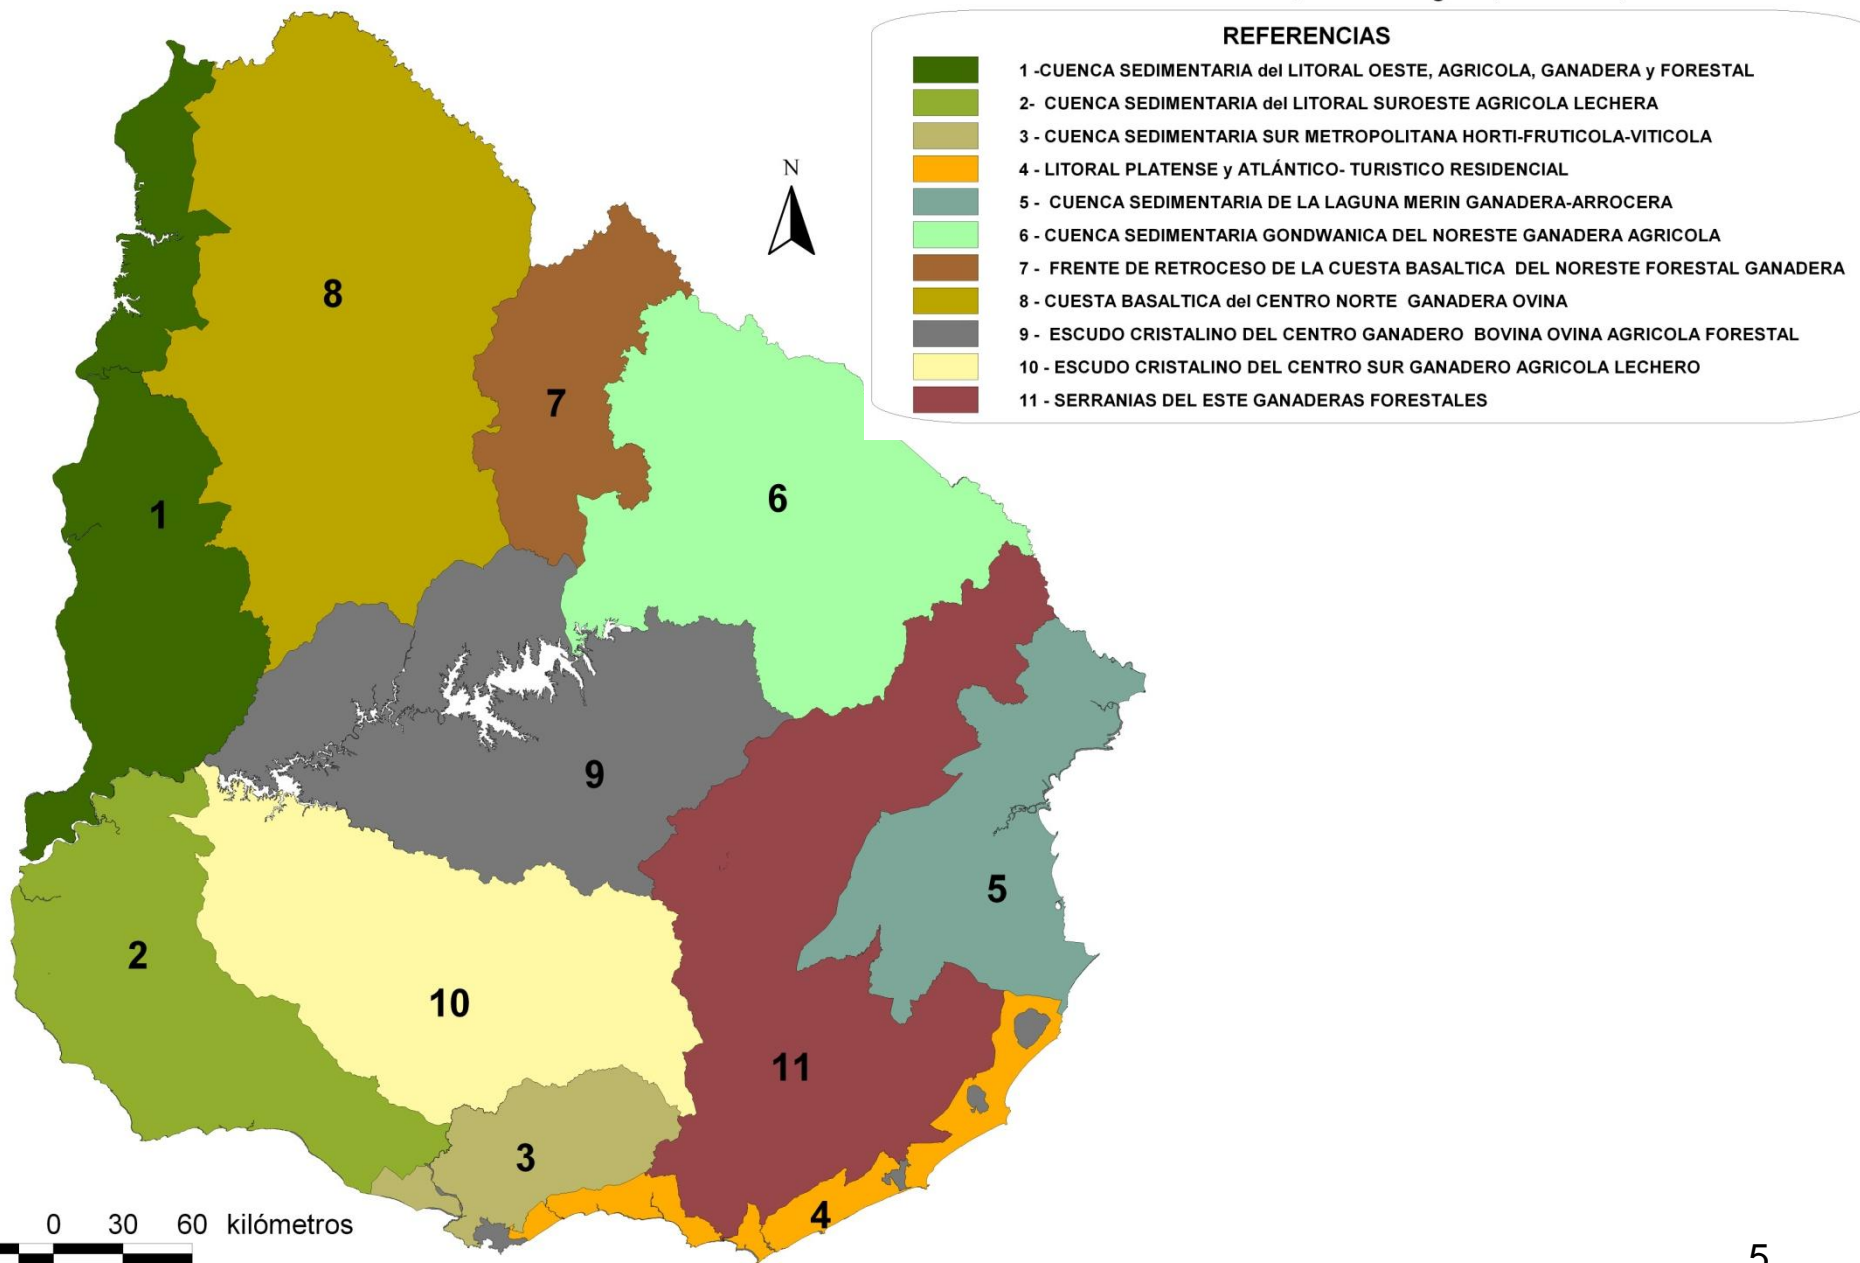 REFERENCIAS
1 -CUENCA SEDIMENTARIA del LITORAL OESTE, AGRICOLA, GANADERA y FORESTAL
2- CUENCA SEDIMENTARIA del LITORAL SUROESTE AGRICOLA LECHERA
3 - CUENCA SEDIMENTARIA SUR METROPOLITANA HORTI-FRUTICOLA-VITICOLA
4 - LITORAL PLATENSE y ATLÁNTICO- TURISTICO RESIDENCIAL
5 - CUENCA SEDIMENTARIA DE LA LAGUNA MERIN GANADERA-ARROCERA
6 - CUENCA SEDIMENTARIA GONDWANICA DEL NORESTE GANADERA AGRICOLA
7 - FRENTE DE RETROCESO DE LA CUESTA BASALTICA DEL NORESTE FORESTAL GANADERA
8 - CUESTA BASALTICA del CENTRO NORTE GANADERA OVINA
9 - ESCUDO CRISTALINO DEL CENTRO GANADERO BOVINA OVINA AGRICOLA FORESTAL
10 - ESCUDO CRISTALINO DEL CENTRO SUR GANADERO AGRICOLA LECHERO
11 - SERRANIAS DEL ESTE GANADERAS FORESTALES
N
8
7
6
1
9
5
2
10
11
3
4
0 30 60 kilómetros
5